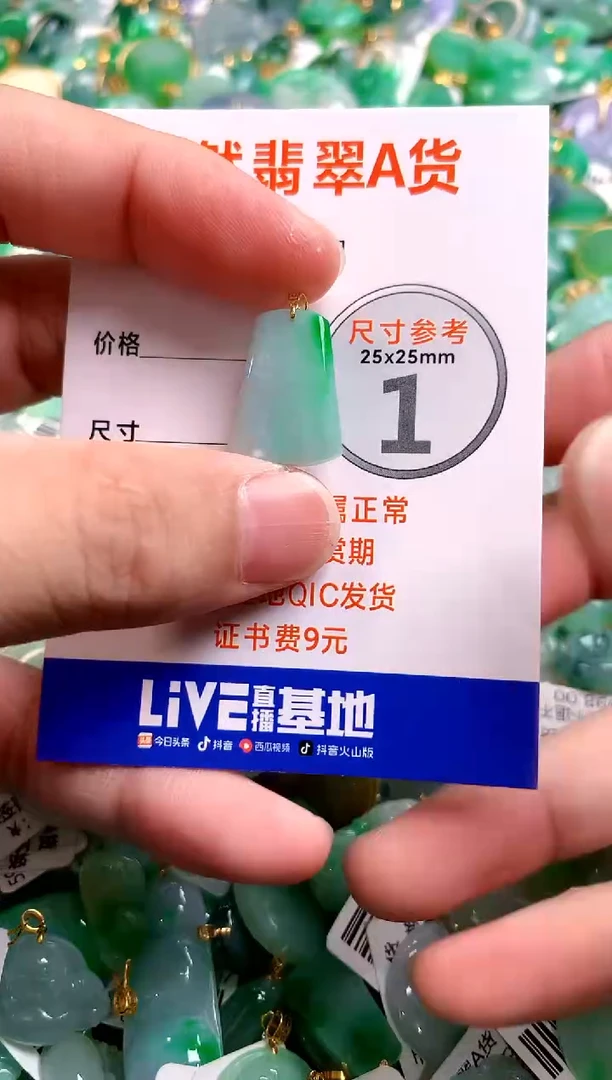 翡翠A货
价格
尺寸参考
25x25mm
1
尺寸
正常
期
QIC发货
证书费9元
LiVE直播基地
今日头条 抖音 西瓜视频 抖音火山版